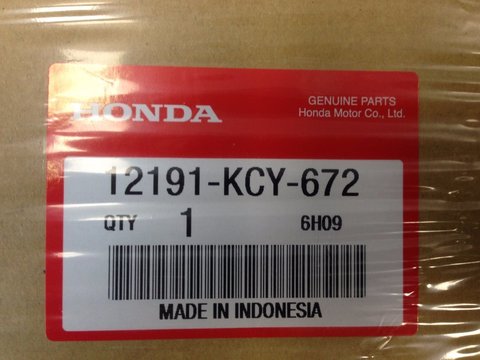 HONDA
GENUINE PARTS
Honda Motor Co., Ltd.
12191-KCY-672
QTY 1 6H09
MADE IN INDONESIA